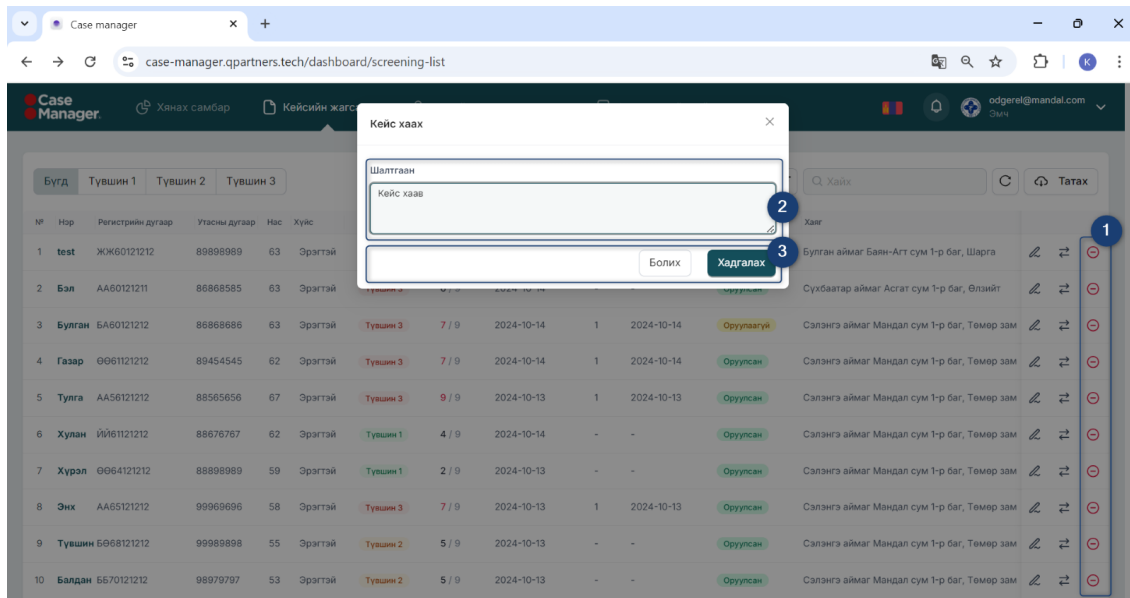 Case manager
case-manager.qpartners.tech/dashboard/screening-list
K
Case Manager.
Хянах самбар
Кейсийн жагс
odgerel@mandal.com
Эмч
Кейс хаах
Шалтгаан
Кейс хаав
2
Болих
Хадгалах
3
Бүгд Түвшин 1 Түвшин 2 Түвшин 3
Хайх
Татах
№ Нэр Регистрийн дугаар Утасны дугаар Нас Хүйс Хаяг
1
1 test ЖЖ60121212 89898989 63 Эрэгтэй Булган аймаг Баян-Агт сум 1-р баг, Шарга
2 Бэл АА60121211 86868585 63 Эрэгтэй Сүхбаатар аймаг Асгат сум 1-р баг, Өлзийт
3 Булган БА60121212 86868686 63 Эрэгтэй Түвшин 3 7 / 9 2024-10-14 1 2024-10-14 Оруулаагүй Сэлэнгэ аймаг Мандал сум 1-р баг, Төмөр зам
4 Газар ӨӨ61121212 89454545 62 Эрэгтэй Түвшин 3 7 / 9 2024-10-14 1 2024-10-14 Оруулсан Сэлэнгэ аймаг Мандал сум 1-р баг, Төмөр зам
5 Тулга АА56121212 88565656 67 Эрэгтэй Түвшин 3 9 / 9 2024-10-13 1 2024-10-13 Оруулсан Сэлэнгэ аймаг Мандал сум 1-р баг, Төмөр зам
6 Хулан ЙЙ61121212 88676767 62 Эрэгтэй Түвшин 1 4 / 9 2024-10-14 - - Оруулсан Сэлэнгэ аймаг Мандал сум 1-р баг, Төмөр зам
7 Хүрэл ӨӨ64121212 88898989 59 Эрэгтэй Түвшин 1 2 / 9 2024-10-13 - - Оруулсан Сэлэнгэ аймаг Мандал сум 1-р баг, Төмөр зам
8 Энх АА65121212 99969696 58 Эрэгтэй Түвшин 3 7 / 9 2024-10-13 1 2024-10-13 Оруулсан Сэлэнгэ аймаг Мандал сум 1-р баг, Төмөр зам
9 Түвшин БӨ68121212 99989898 55 Эрэгтэй Түвшин 2 5 / 9 2024-10-13 - - Оруулсан Сэлэнгэ аймаг Мандал сум 1-р баг, Төмөр зам
10 Балдан ББ70121212 98979797 53 Эрэгтэй Түвшин 2 5 / 9 2024-10-13 - - Оруулсан Сэлэнгэ аймаг Мандал сум 1-р баг, Төмөр зам